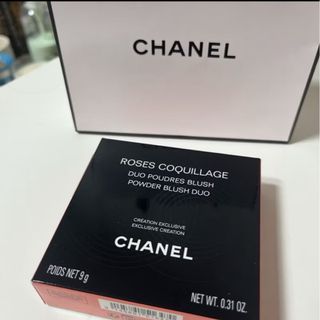 CHANEL
ROSES COQUILLAGE
DUO POUDRES BLUSH
POWDER BLUSH DUO
CREATION EXCLUSIVE
EXCLUSIVE CREATION
CHANEL
POIDS NET 9 g
NET WT. 0.31 OZ.